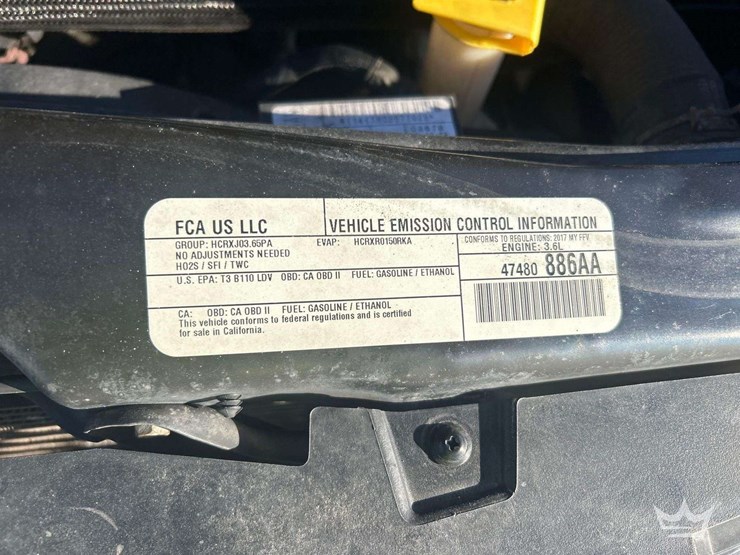 FCA US LLC
VEHICLE EMISSION CONTROL INFORMATION
GROUP: HCRXJ03.65PA EVAP: HCRXR0150RKA
NO ADJUSTMENTS NEEDED
HO2S / SFI / TWC
CONFORMS TO REGULATIONS: 2017 MY FFV
ENGINE: 3.6L
U.S. EPA: T3 B110 LDV OBD: CA OBD II FUEL: GASOLINE / ETHANOL
47480 886AA
CA: OBD: CA OBD II FUEL: GASOLINE / ETHANOL
This vehicle conforms to federal regulations and is certified
for sale in California.